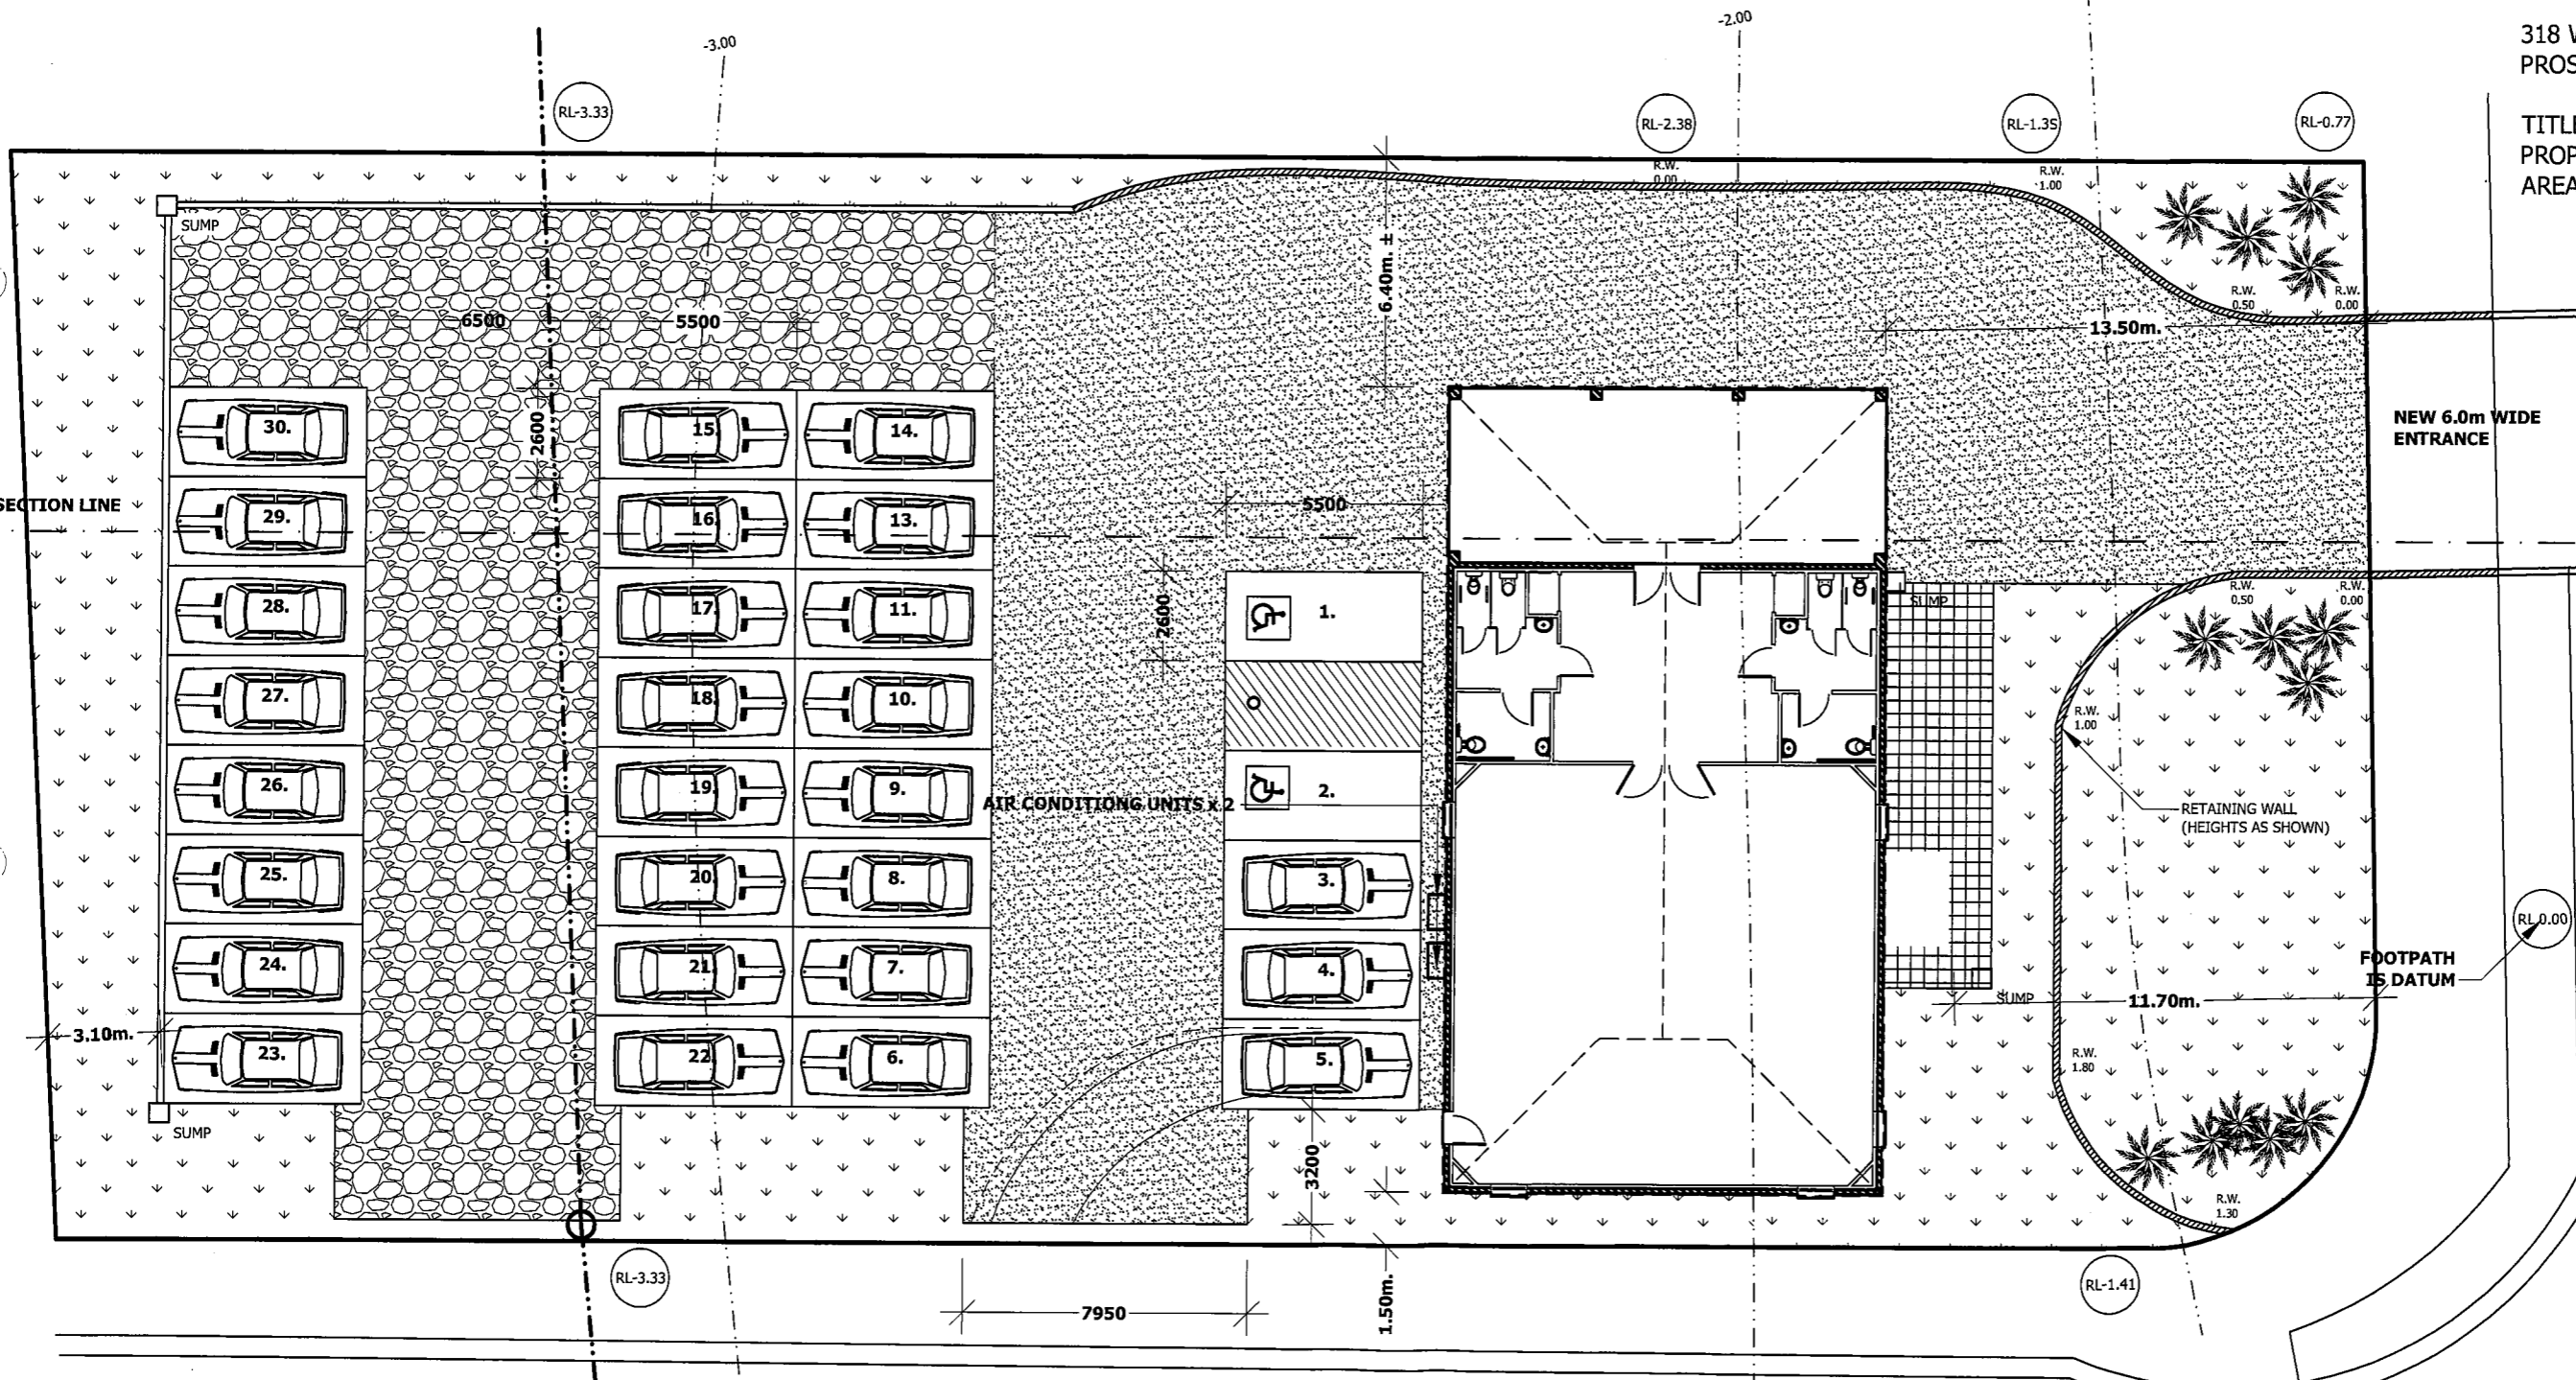 318
-2.00
-3.00
RL-3.33
RL-2.38
RL-1.35
RL-0.77
R.W.
0.00
R.W.
1.00
SUMP
6.40m. ±
6500
5500
R.W.
0.50
R.W.
0.00
13.50m.
2600
30.
15.
14.
NEW 6.0m WIDE
ENTRANCE
SECTION LINE
29.
16.
13.
5500
28.
17.
11.
2600
1.
SUMP
R.W.
0.50
R.W.
0.00
27.
18.
10.
R.W.
1.00
26.
19.
9.
2.
AIR CONDITIONG UNITS x 2
RETAINING WALL
(HEIGHTS AS SHOWN)
25.
20.
8.
3.
RL 0.00
24.
21.
7.
4.
FOOTPATH
IS DATUM
SUMP
11.70m.
3.10m.
23.
22.
6.
5.
R.W.
1.80
SUMP
3200
R.W.
1.30
RL-3.33
RL-1.41
7950
1.50m.